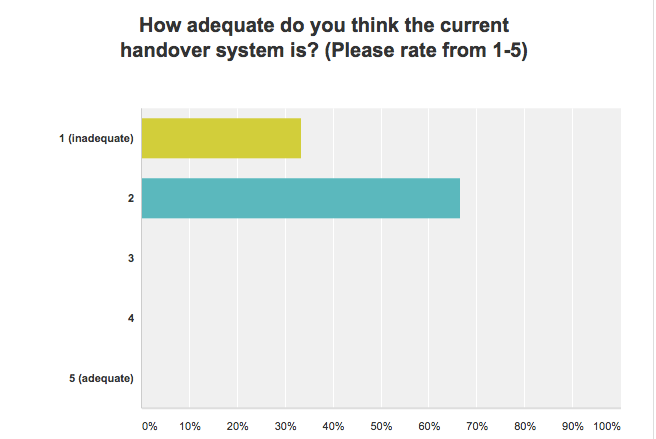 How adequate do you think the current
handover system is? (Please rate from 1-5)
1 (inadequate)
2
3
4
5 (adequate)
0% 10% 20% 30% 40% 50% 60% 70% 80% 90% 100%